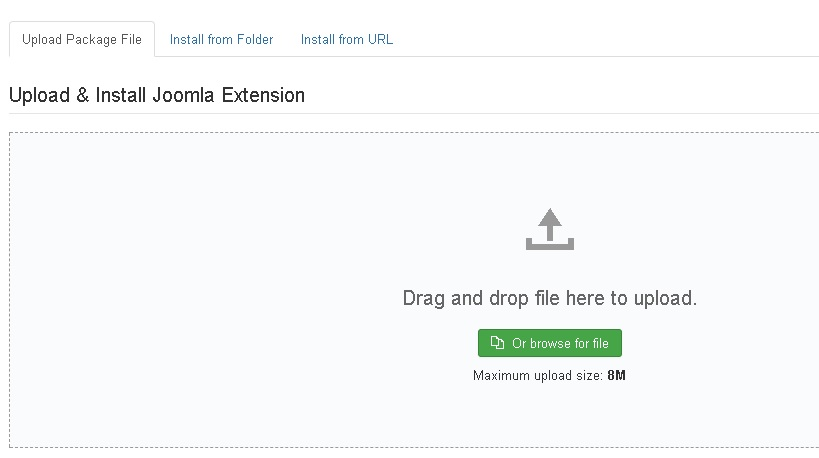 Upload Package File
Install from Folder
Install from URL
Upload & Install Joomla Extension
Drag and drop file here to upload.
Or browse for file
Maximum upload size: 8M